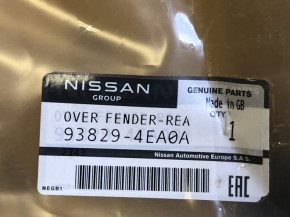 NISSAN
GROUP
GENUINE PARTS
Made in GB
QTY
1
OVER FENDER-REA
93829-4EA0A
Nissan Automotive Europe S.A.S.
NEGB1
EAC